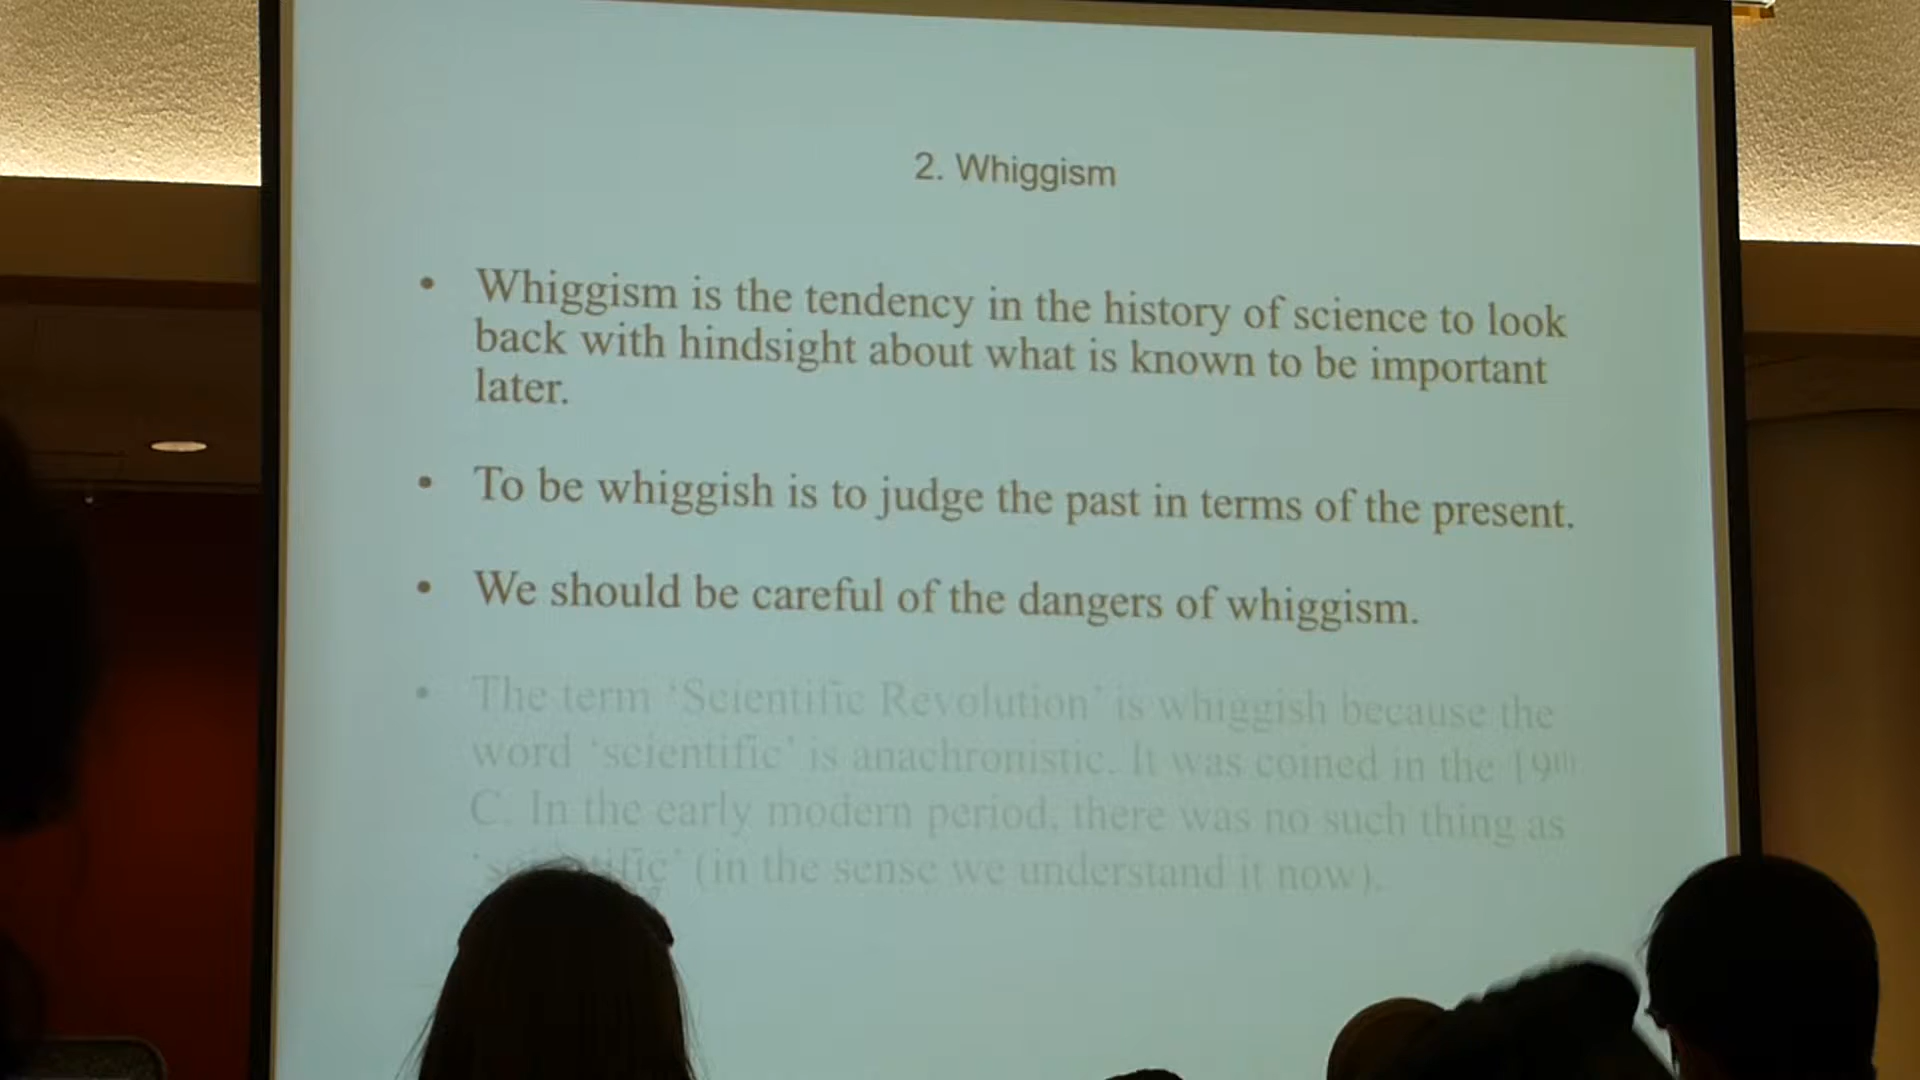 2. Whiggism
• Whiggism is the tendency in the history of science to look
back with hindsight about what is known to be important
later.
• To be whiggish is to judge the past in terms of the present.
• We should be careful of the dangers of whiggism.
• The term ‘Scientific Revolution’ is whiggish because the
word ‘scientific’ is anachronistic. It was coined in the 19th
C. In the early modern period, there was no such thing as
(in the sense we understand it now).